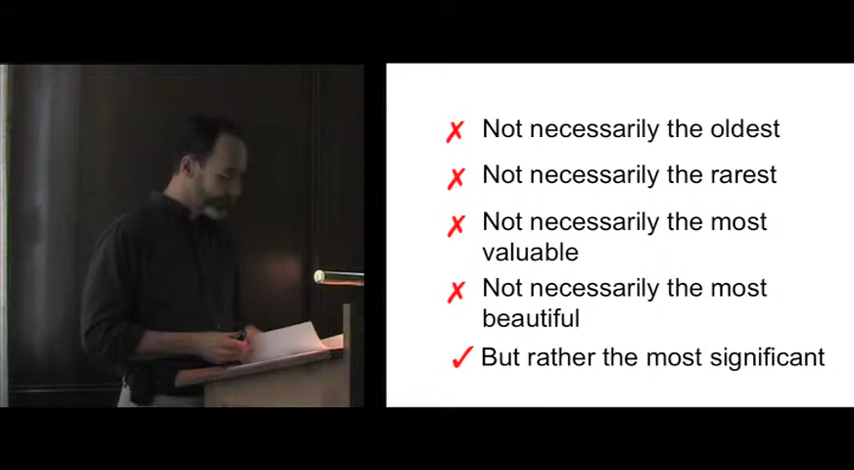 ✗ Not necessarily the oldest
✗ Not necessarily the rarest
✗ Not necessarily the most
valuable
✗ Not necessarily the most
beautiful
✓ But rather the most significant